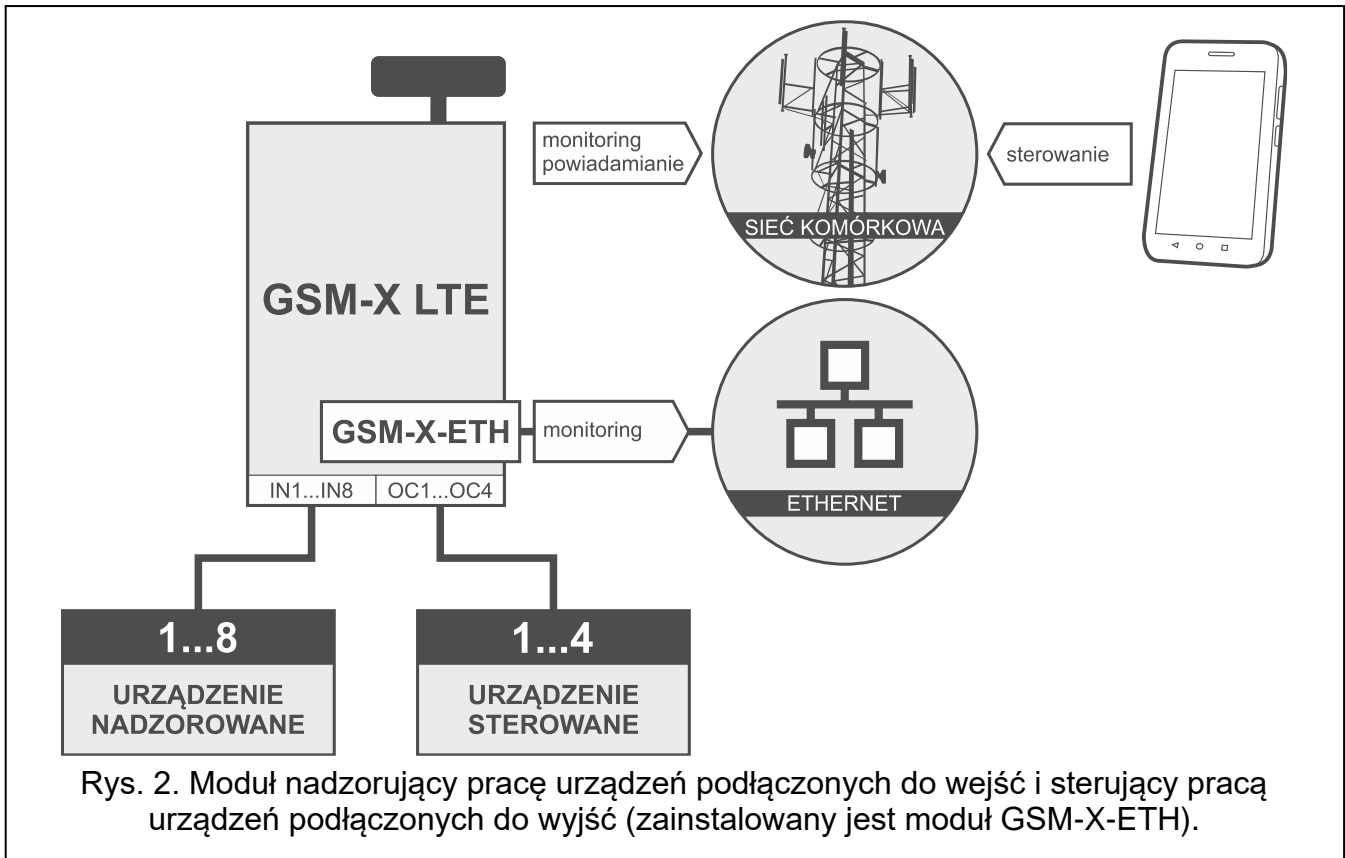 monitoring
powiadamianie
sterowanie
SIEĆ KOMÓRKOWA
GSM-X LTE
GSM-X-ETH
monitoring
IN1...IN8
OC1...OC4
ETHERNET
1...8
URZĄDZENIE
NADZOROWANE
1...4
URZĄDZENIE
STEROWANE
Rys. 2. Moduł nadzorujący pracę urządzeń podłączonych do wejść i sterujący pracą
urządzeń podłączonych do wyjść (zainstalowany jest moduł GSM-X-ETH).